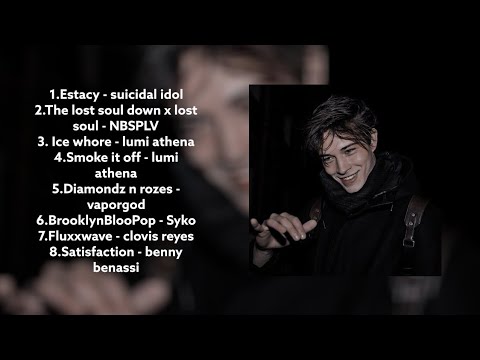 1.Estacy - suicidal idol
2.The lost soul down x lost
soul - NBSPLV
3. Ice whore - lumi athena
4.Smoke it off - lumi
athena
5.Diamondz n rozes -
vaporgod
6.BrooklynBlooPop - Syko
7.Fluxxwave - clovis reyes
8.Satisfaction - benny
benassi